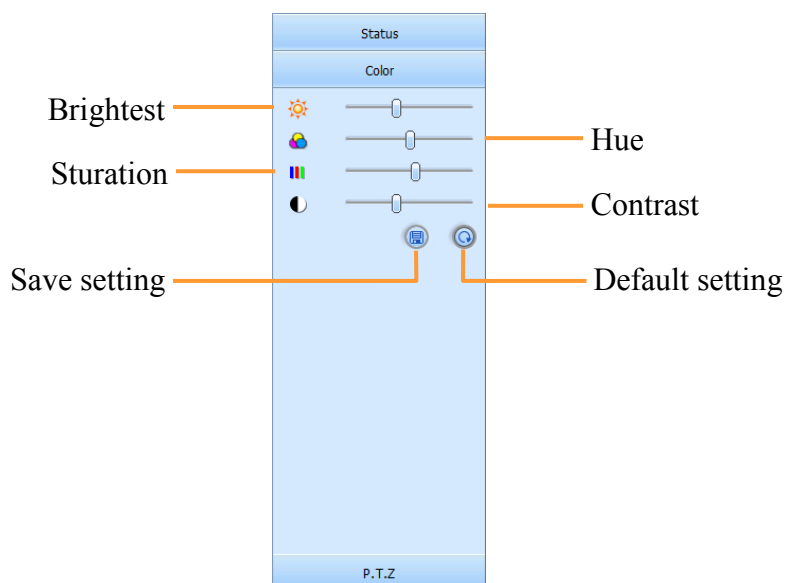 Status
Color
Brightest
Hue
Sturation
Contrast
Save setting
Default setting
P.T.Z